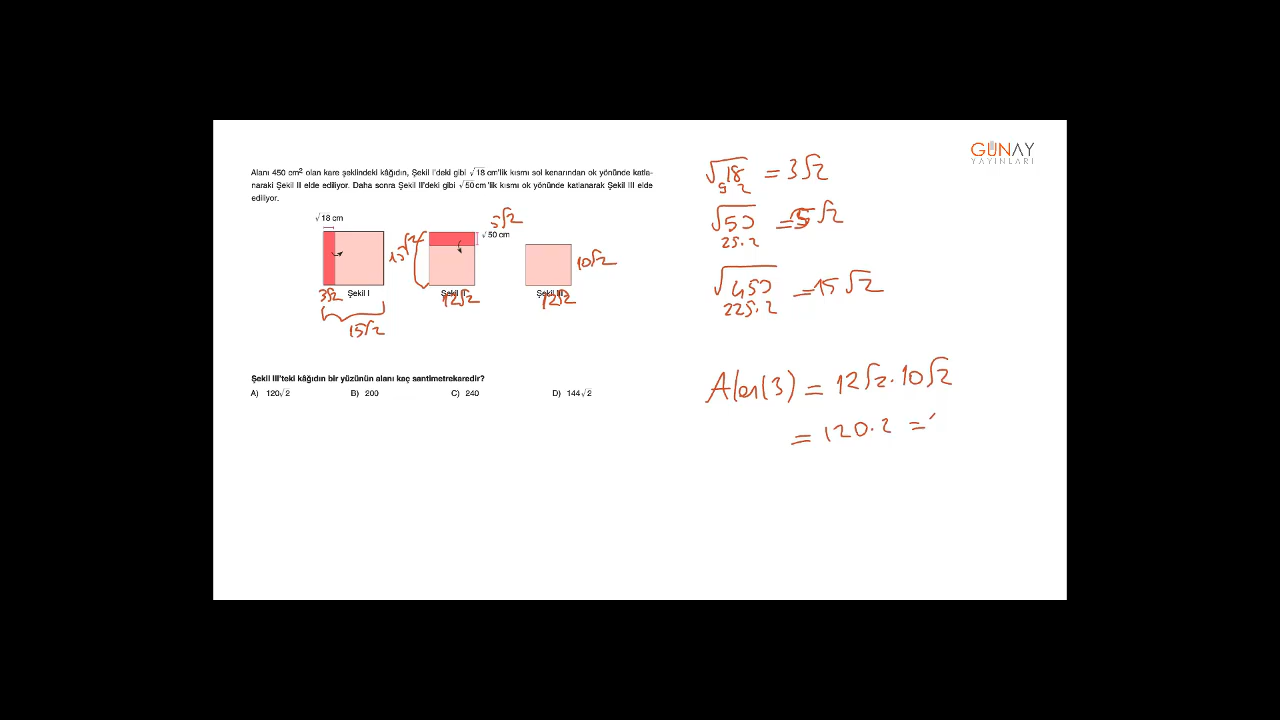 GÜNAY
YAYINLARI
Alanı 450 cm² olan kare şeklindeki kâğıdın, Şekil I'deki gibi √18 cm'lik kısmı sol kenarından ok yönünde katla-
naraki Şekil II elde ediliyor. Daha sonra Şekil II'deki gibi √50 cm'lik kısmı ok yönünde katlanarak Şekil III elde
ediliyor.
√18 cm
5√2
√50 cm
15√2
10√2
Şekil I
Şekil II
Şekil III
3√2
12√2
12√2
15√2
Şekil III'teki kâğıdın bir yüzünün alanı kaç santimetrekaredir?
A) 120√2 B) 200 C) 240 D) 144√2
√18 = 3√2
9 2
√50 = 5√2
25.2
√450 = 15√2
225.2
Alan(3) = 12√2.10√2
= 120.2 =